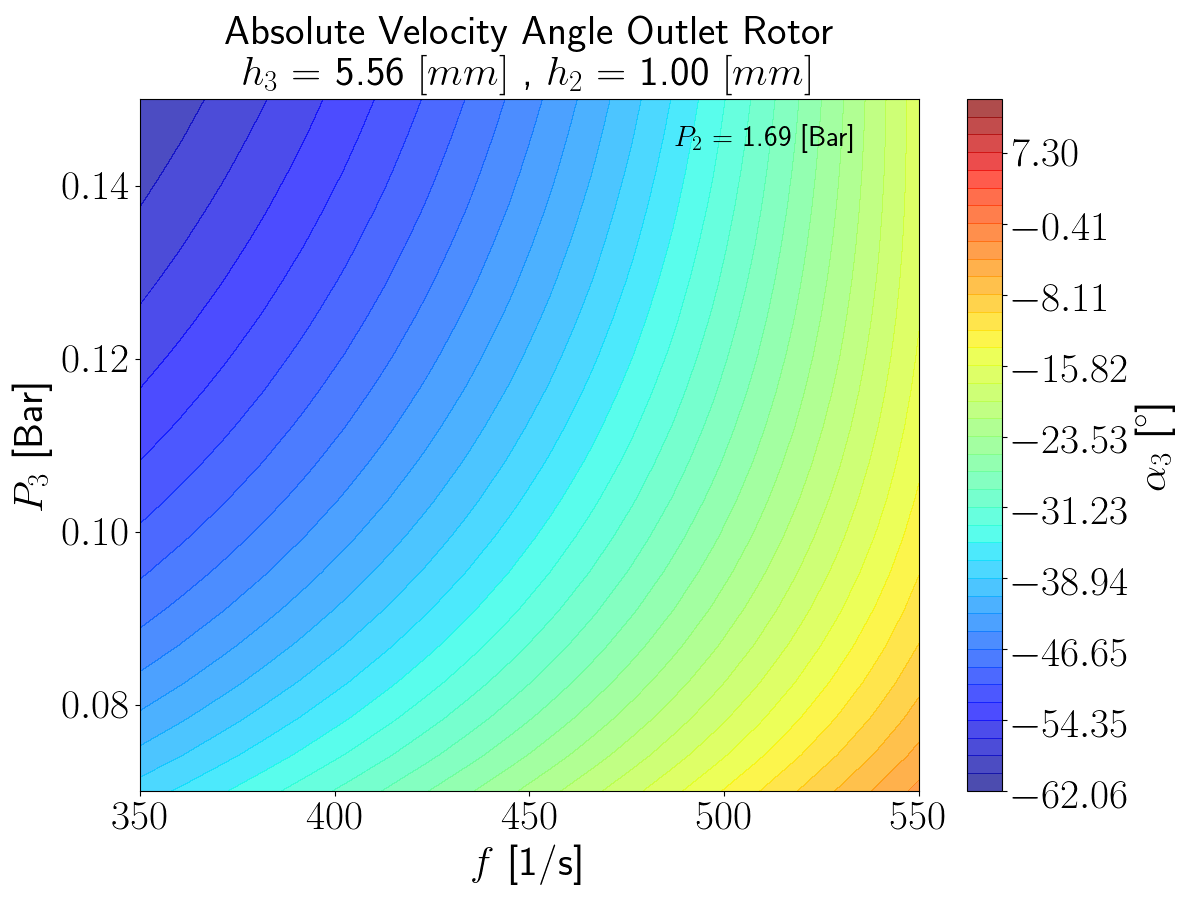 Absolute Velocity Angle Outlet Rotor
h₃ = 5.56 [mm] , h₂ = 1.00 [mm]
P₂ = 1.69 [Bar]
0.14
0.12
0.10
0.08
P₃ [Bar]
350 400 450 500 550
f [1/s]
7.30
−0.41
−8.11
−15.82
−23.53
−31.23
−38.94
−46.65
−54.35
−62.06
α₃ [°]